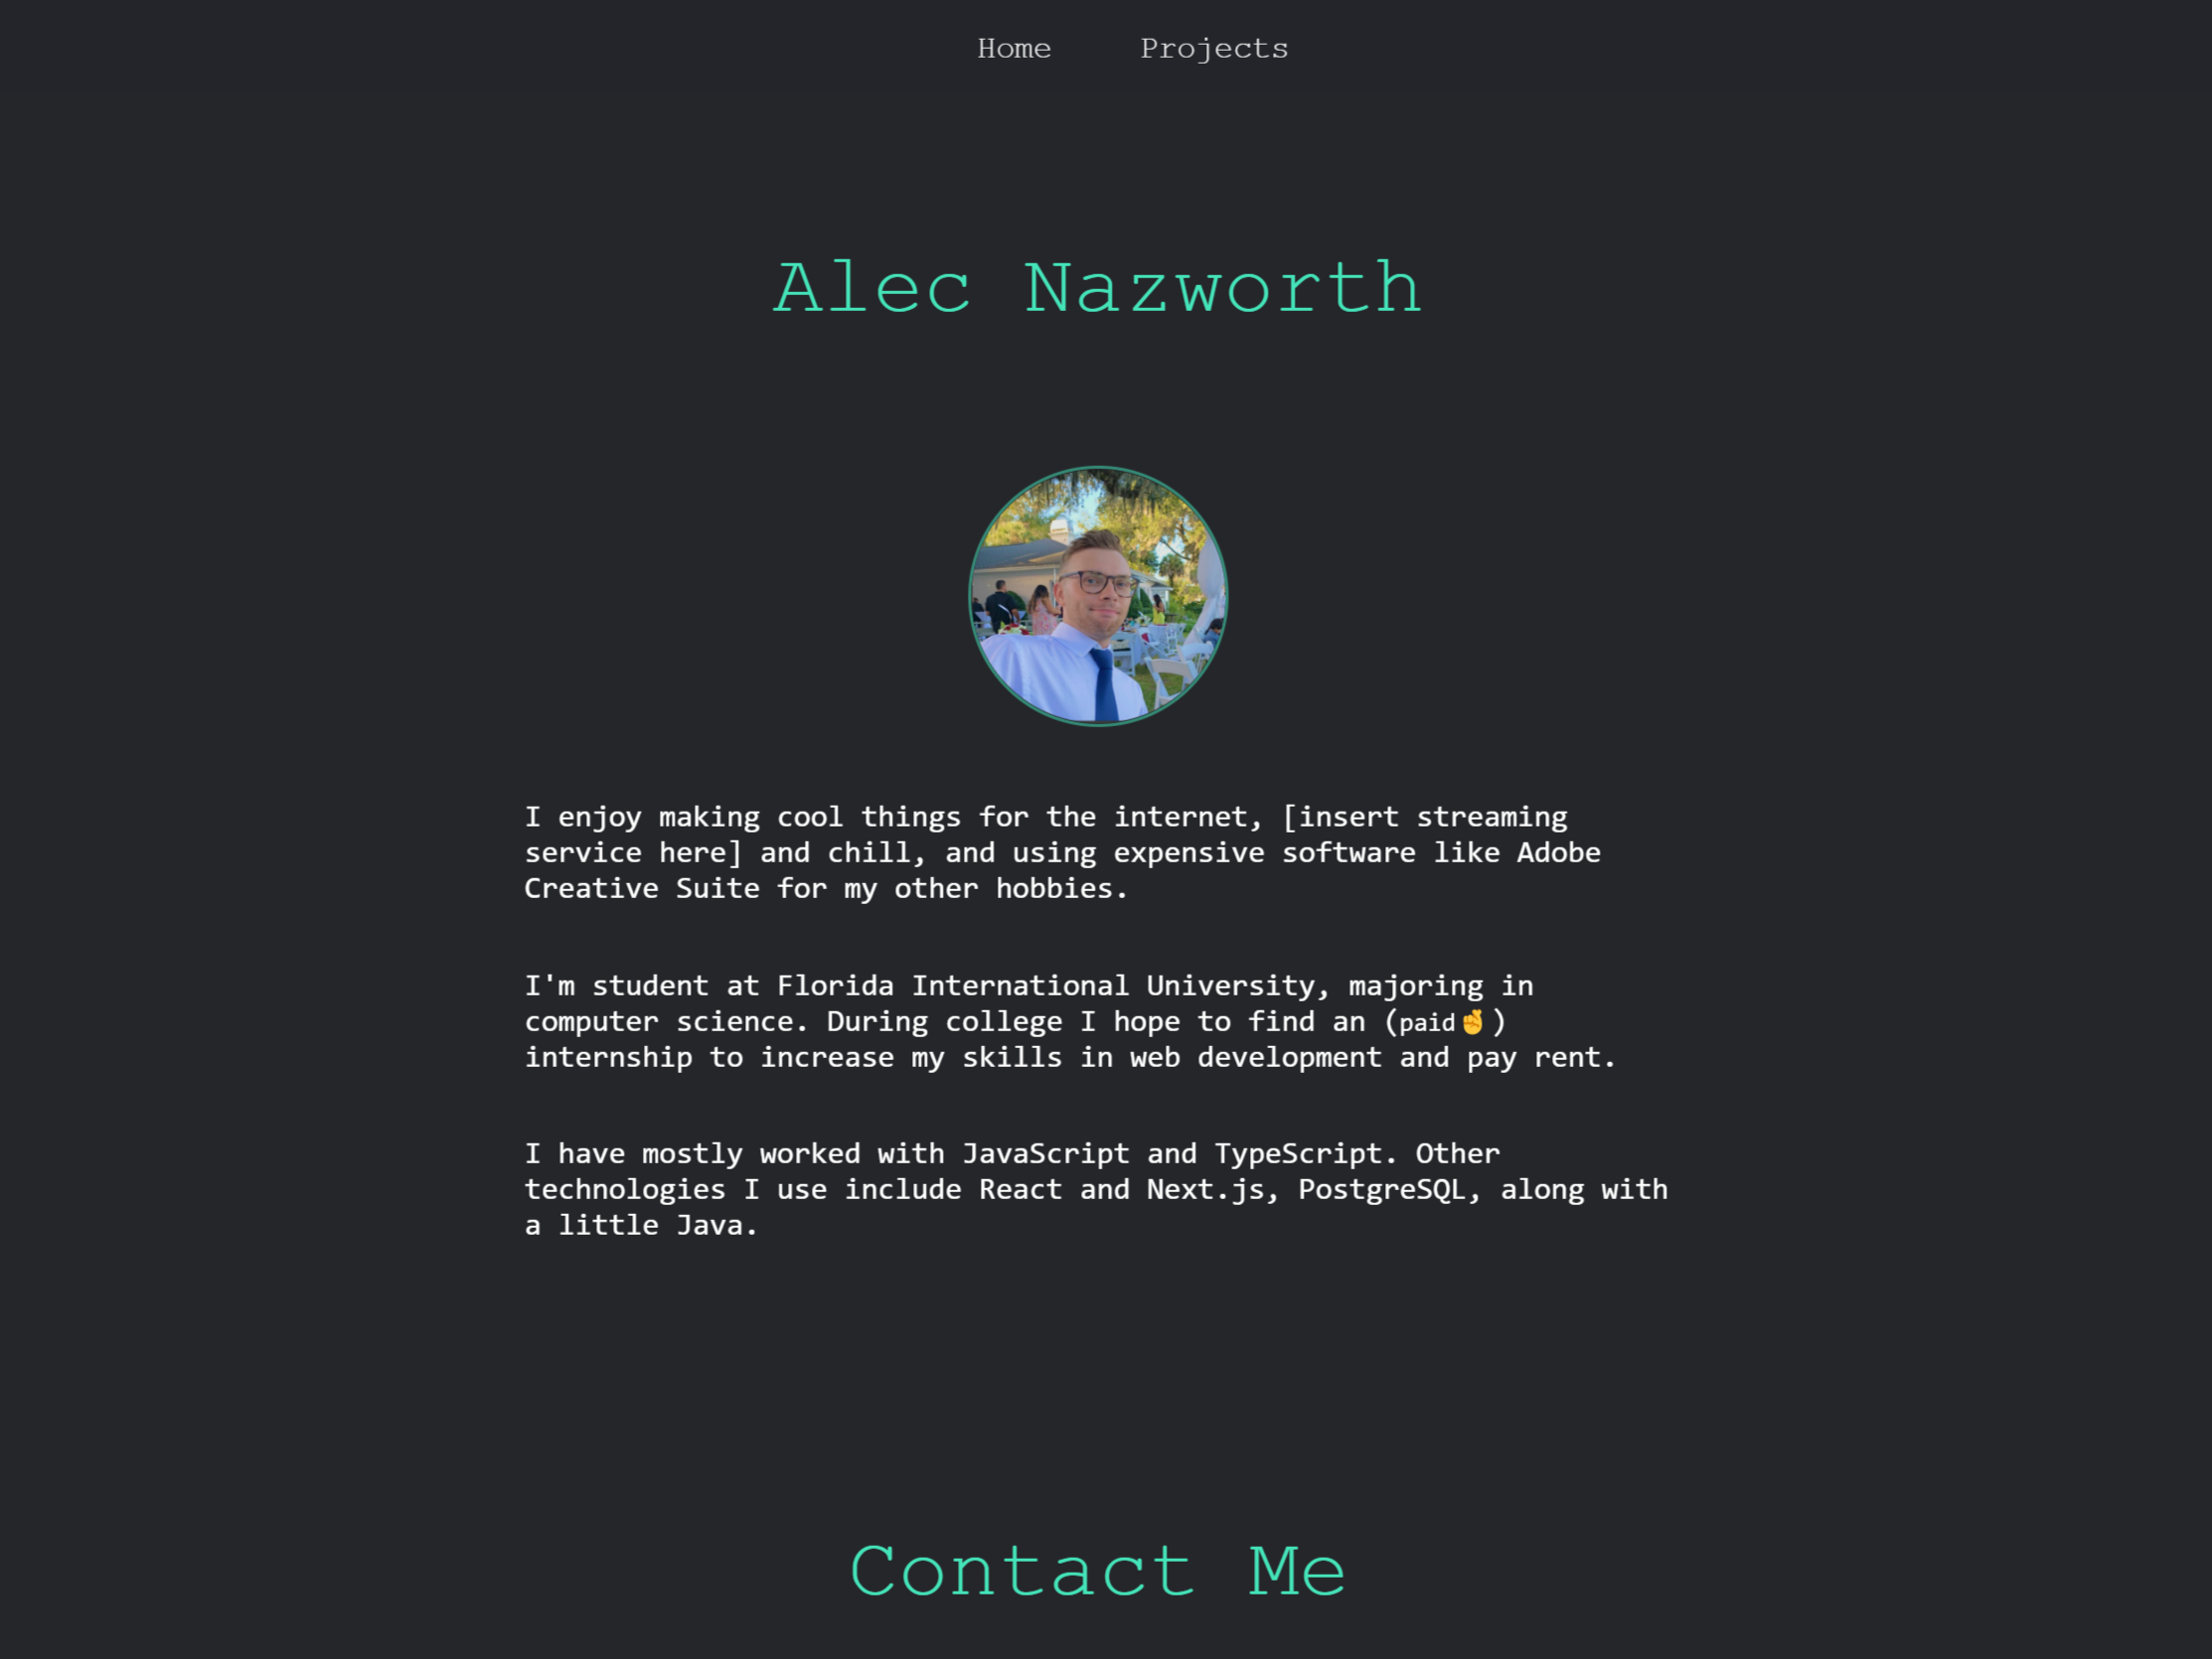 Home Projects
Alec Nazworth
I enjoy making cool things for the internet, [insert streaming
service here] and chill, and using expensive software like Adobe
Creative Suite for my other hobbies.
I'm student at Florida International University, majoring in
computer science. During college I hope to find an (paid🤞)
internship to increase my skills in web development and pay rent.
I have mostly worked with JavaScript and TypeScript. Other
technologies I use include React and Next.js, PostgreSQL, along with
a little Java.
Contact Me